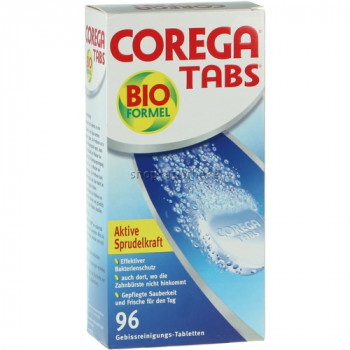 COREGA®
TABS®
BIO
FORMEL
Aktive
Sprudelkraft
Effektiver
Bakterienschutz
auch dort, wo die
Zahnbürste nicht hinkommt
Gepflegte Sauberkeit
und Frische für den Tag
COREGA
TABS
96
Gebissreinigungs-Tabletten